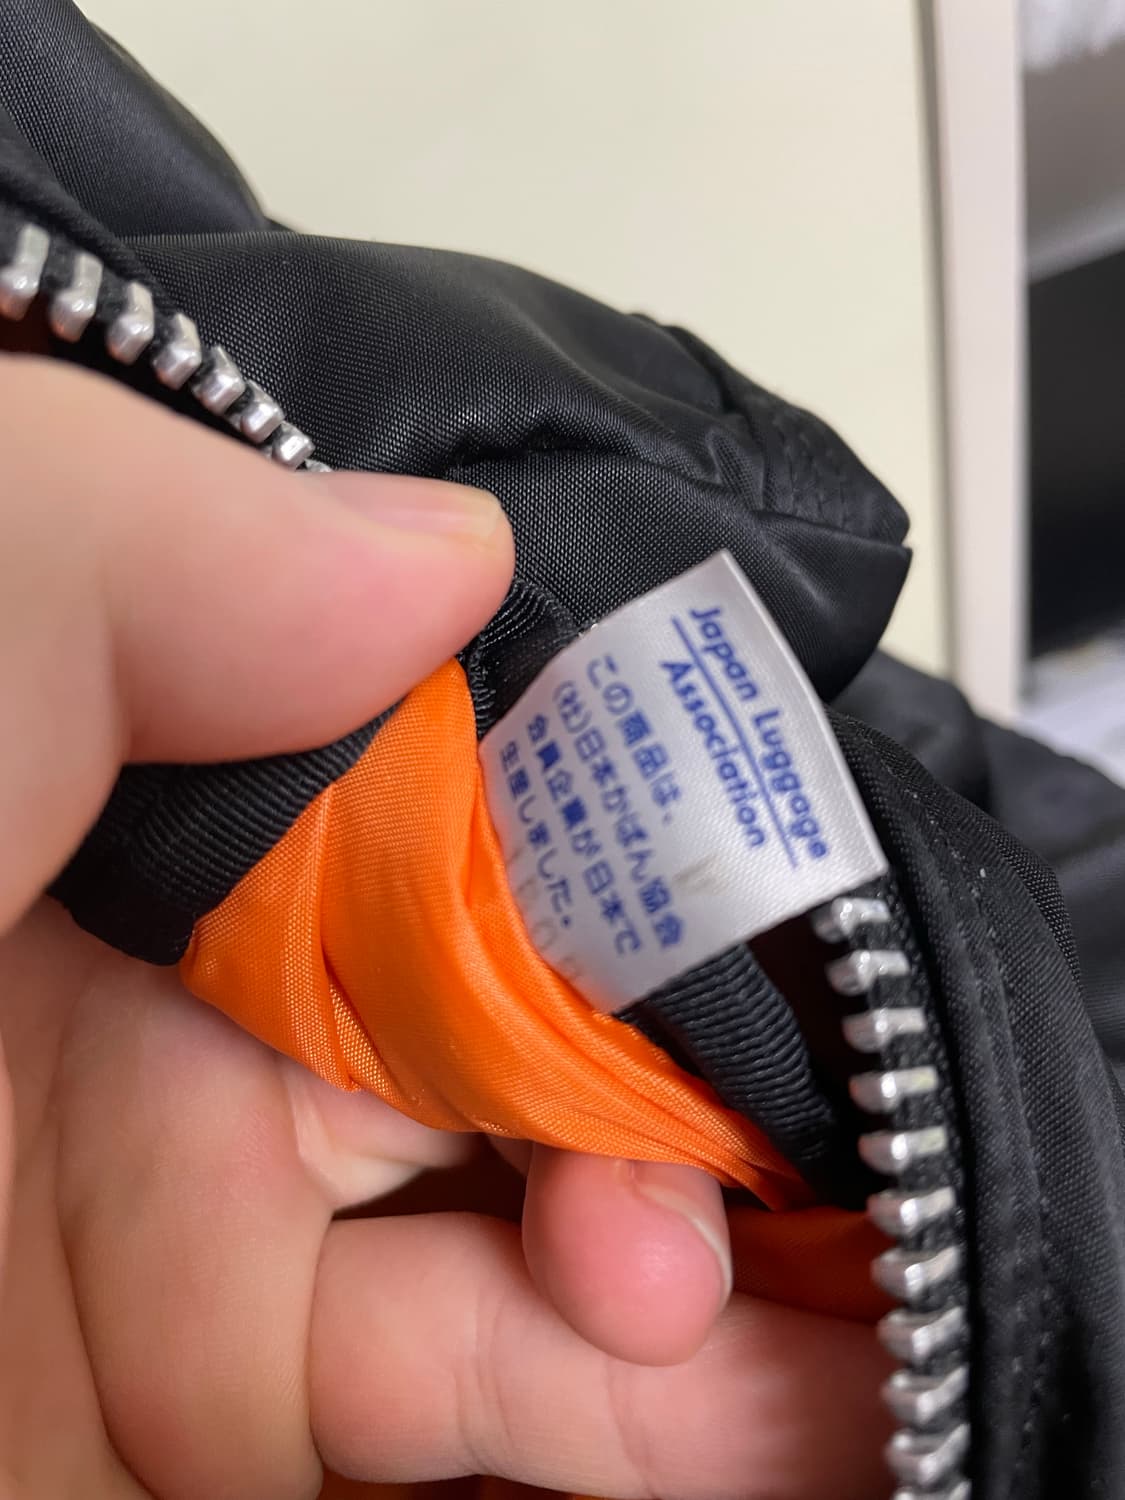 Japan Luggage
Association
この商品は、
(社)日本かばん協会
会員企業が日本で
生産しました。